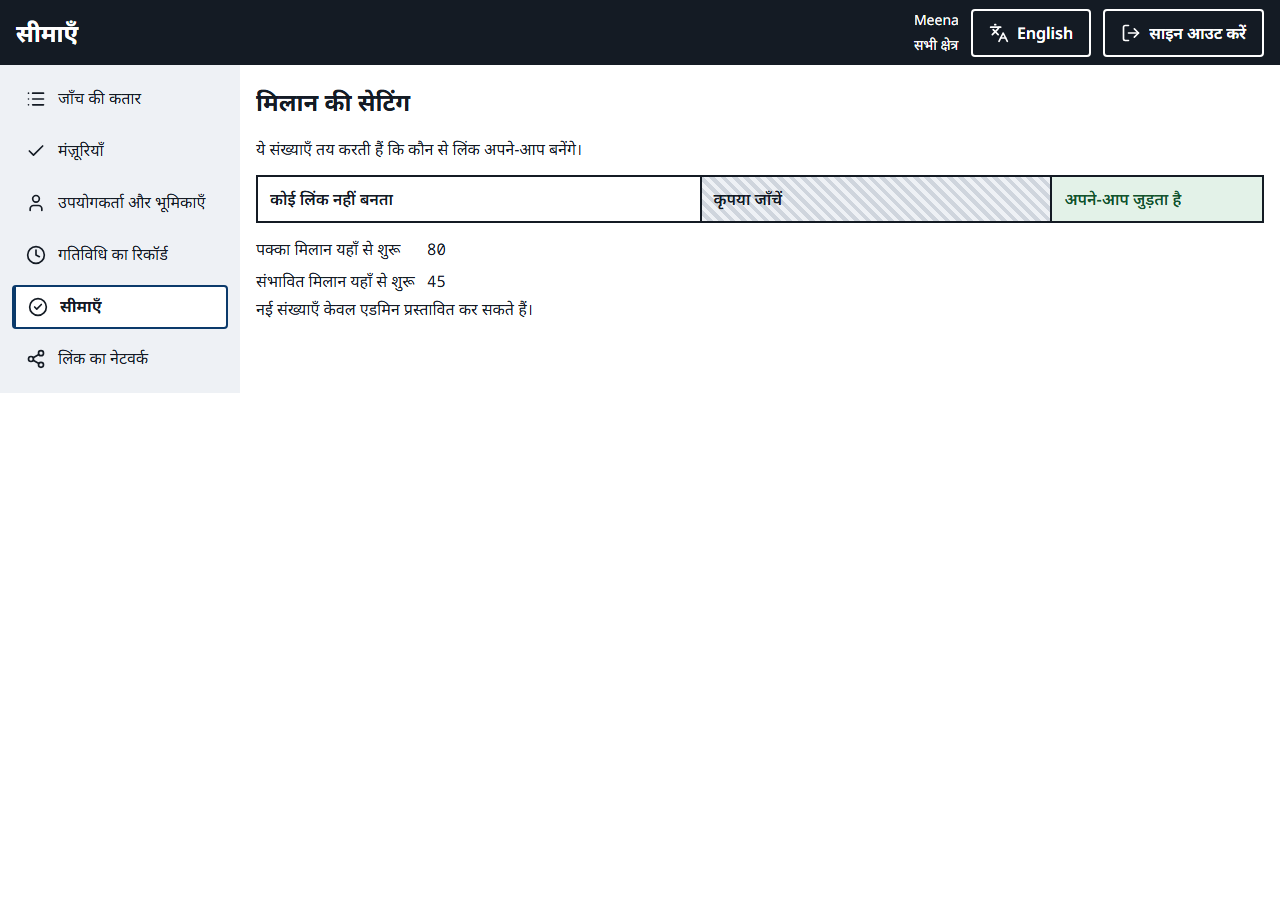 सीमाएँ
Meena
सभी क्षेत्र
English
साइन आउट करें
जाँच की कतार
मंज़ूरियाँ
उपयोगकर्ता और भूमिकाएँ
गतिविधि का रिकॉर्ड
सीमाएँ
लिंक का नेटवर्क
मिलान की सेटिंग
ये संख्याएँ तय करती हैं कि कौन से लिंक अपने-आप बनेंगे।
कोई लिंक नहीं बनता
कृपया जाँचें
अपने-आप जुड़ता है
पक्का मिलान यहाँ से शुरू 80
संभावित मिलान यहाँ से शुरू 45
नई संख्याएँ केवल एडमिन प्रस्तावित कर सकते हैं।